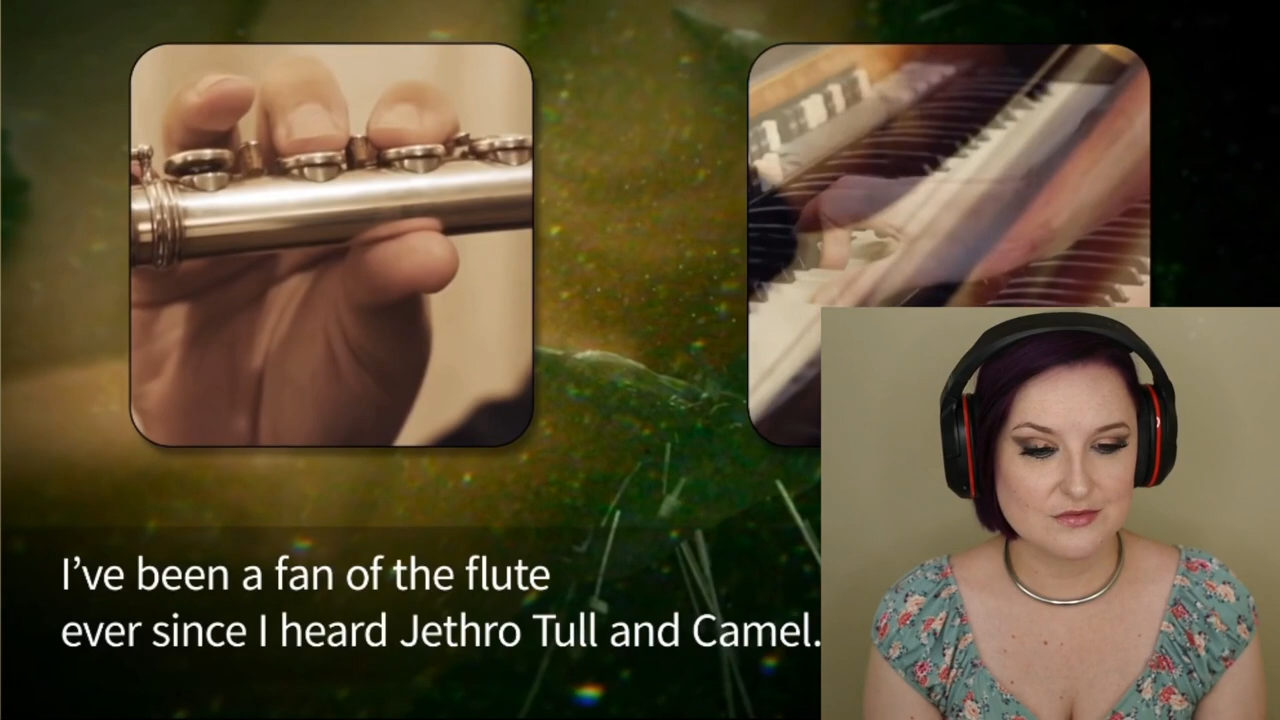 I’ve been a fan of the flute
ever since I heard Jethro Tull and Camel.